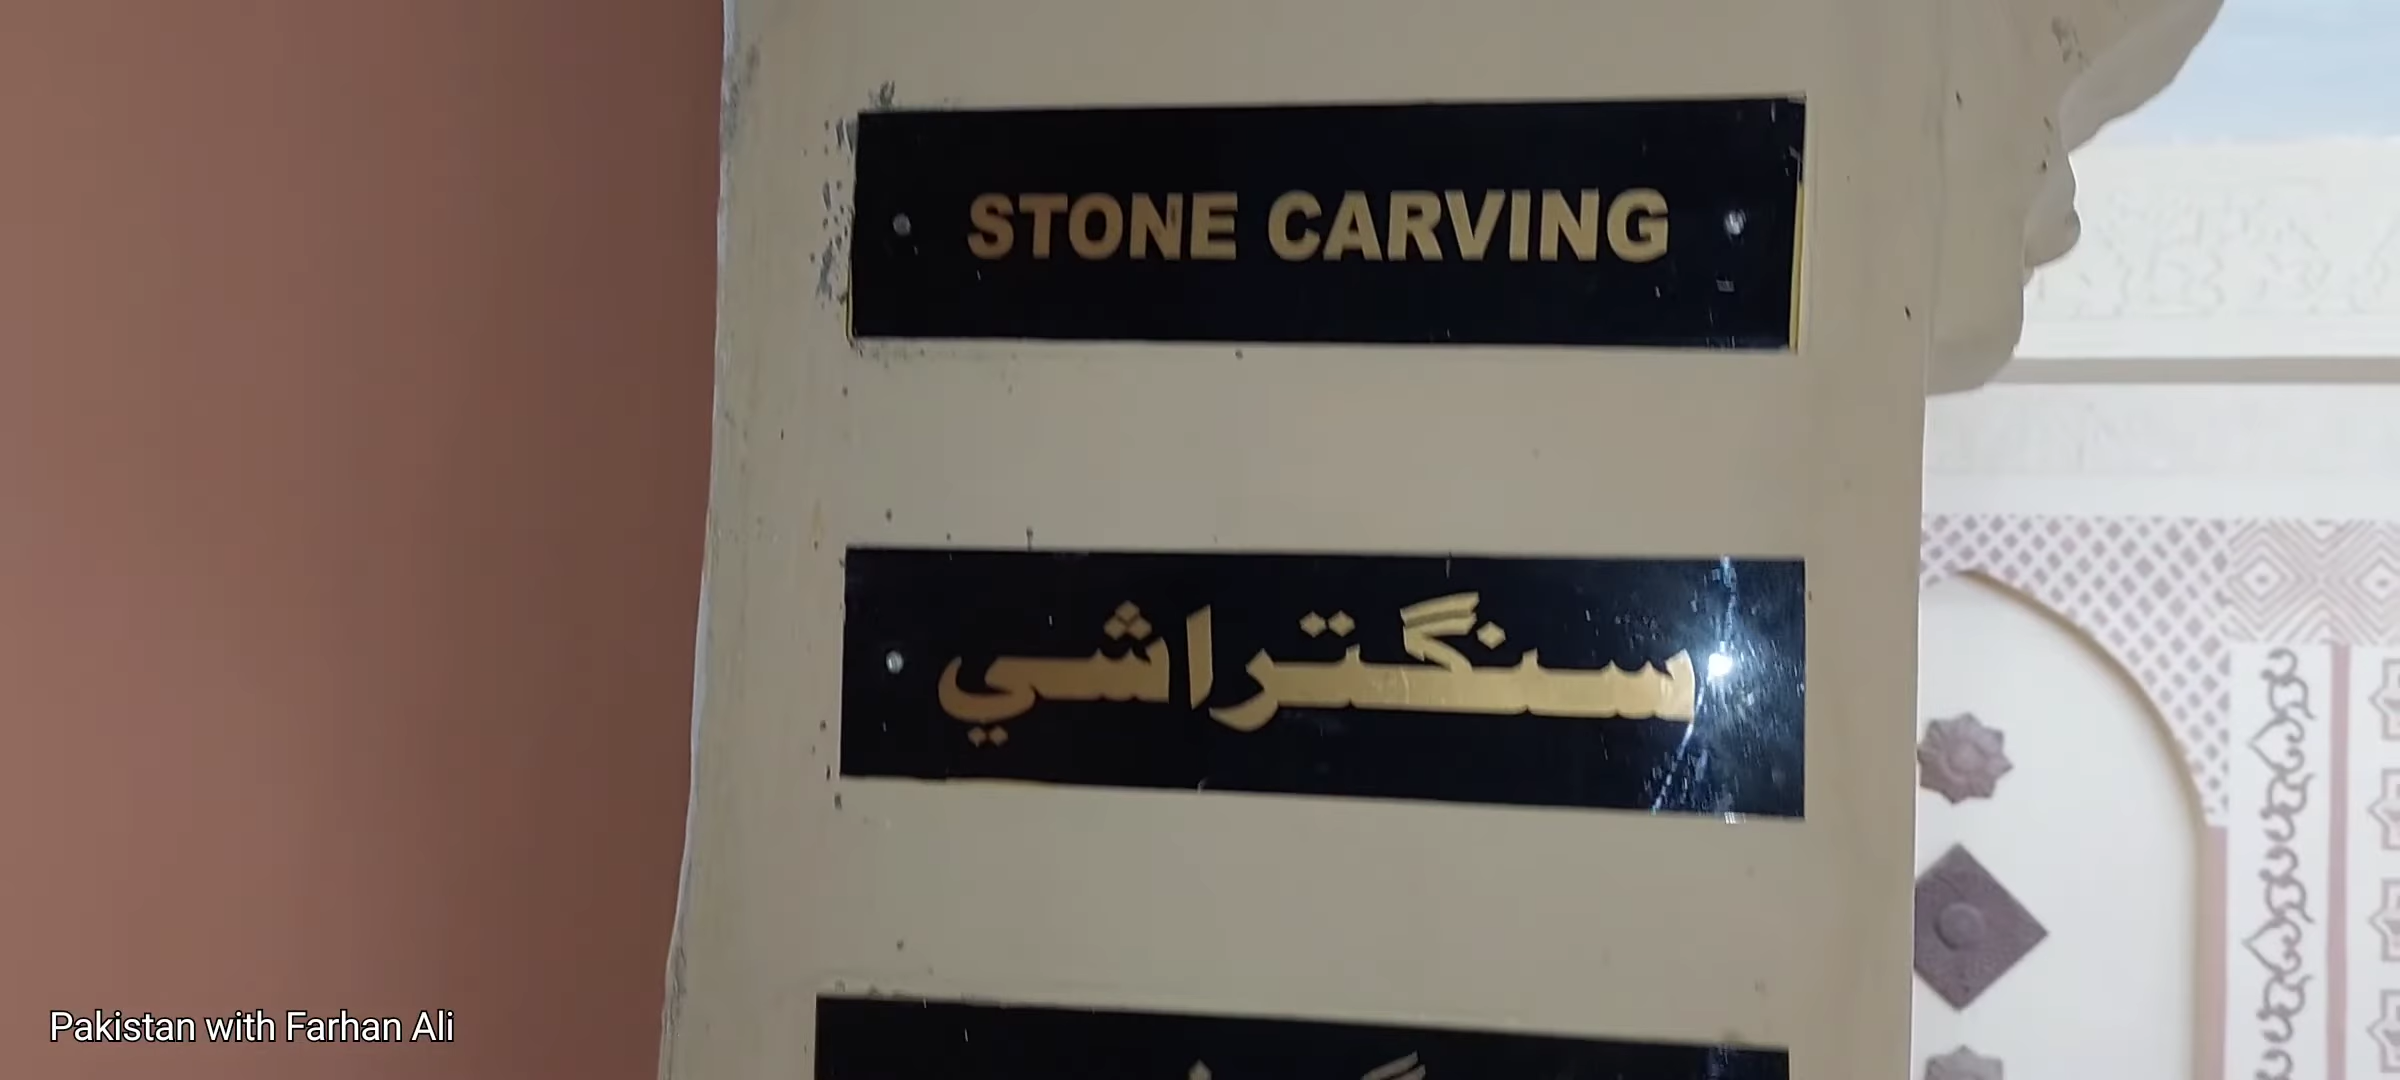 STONE CARVING
سنگتراشي
Pakistan with Farhan Ali